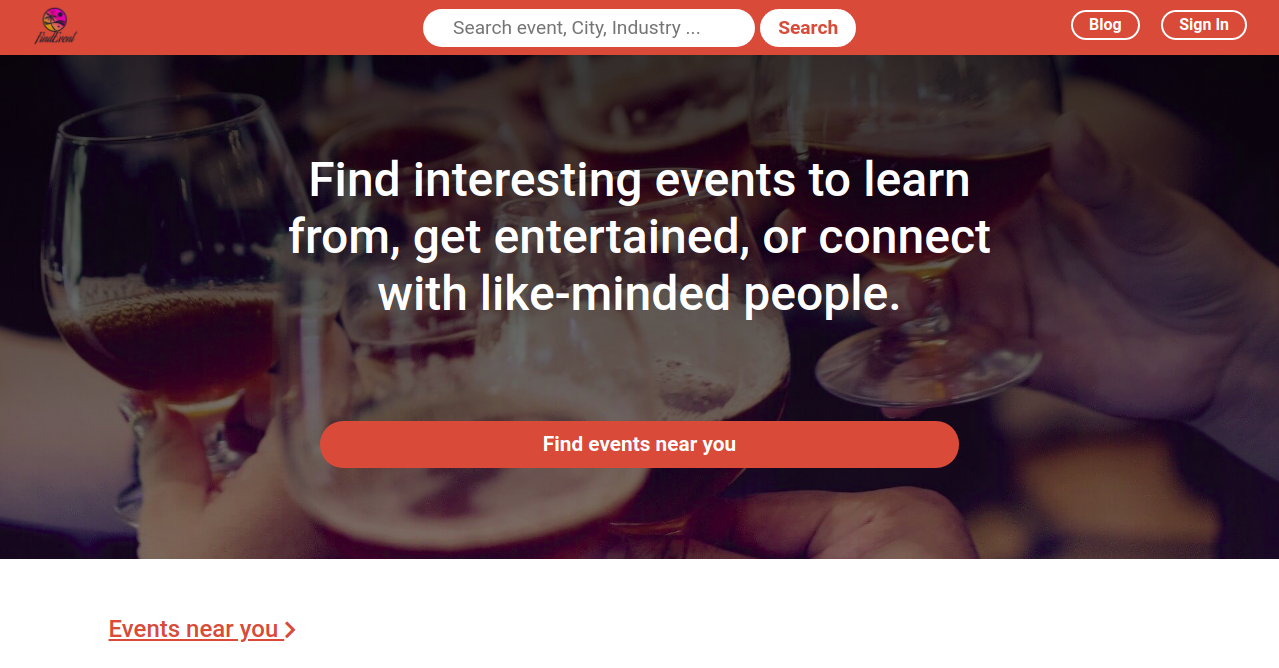 FindEvent
Search event, City, Industry ...
Search
Blog
Sign In
Find interesting events to learn
from, get entertained, or connect
with like-minded people.
Find events near you
Events near you